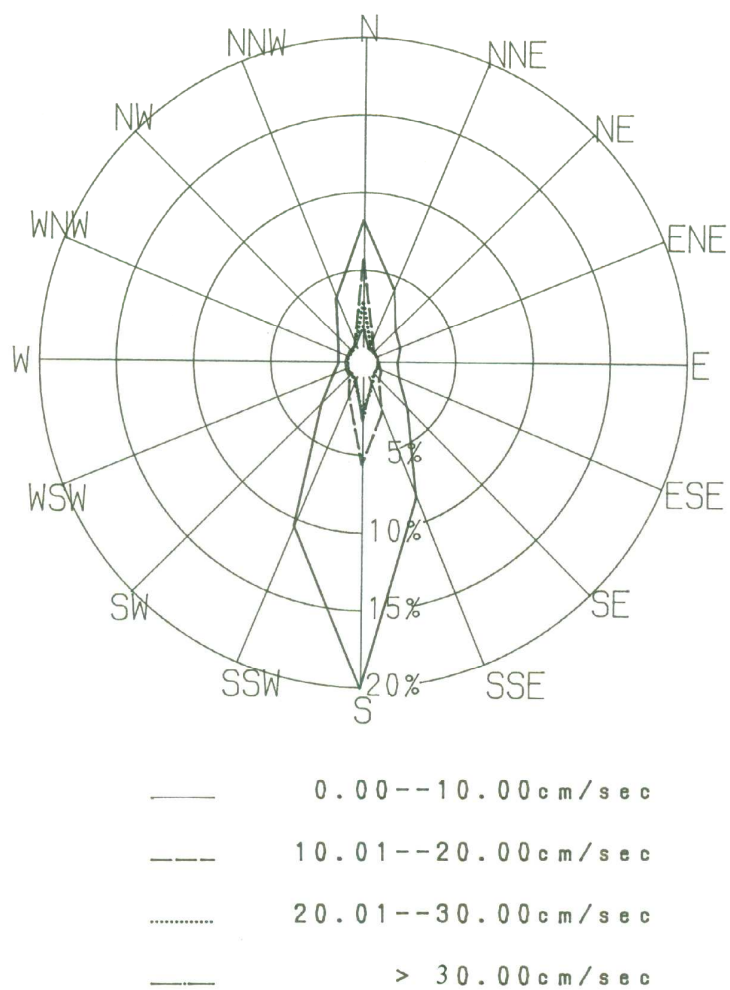 N
NNW
NNE
NW
NE
WNW
ENE
W
E
5%
WSW
ESE
10%
SW
15%
SE
SSW
20%
SSE
S
0.00--10.00cm/sec
10.01--20.00cm/sec
20.01--30.00cm/sec
> 30.00cm/sec